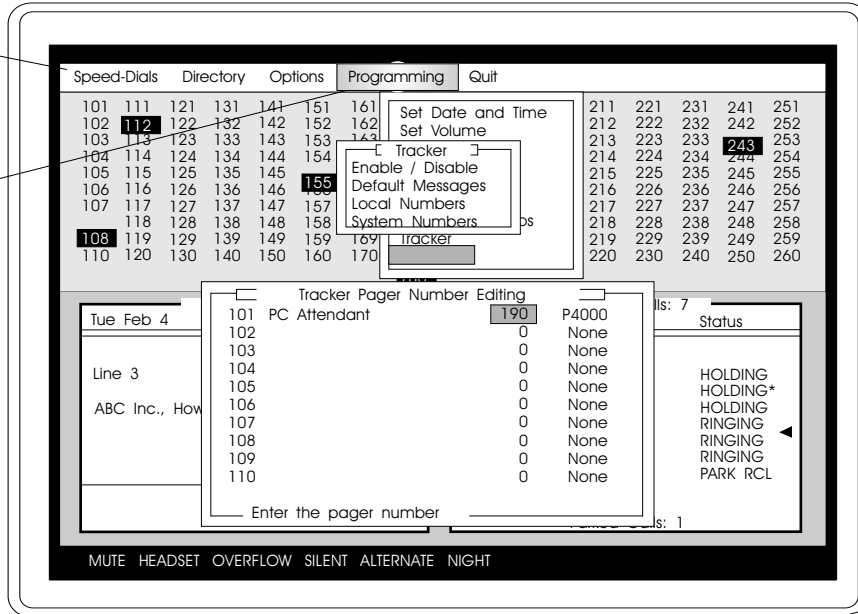 Speed-Dials Directory Options Programming Quit
101 111 121 131 141 151 161 211 221 231 241 251
102 112 122 132 142 152 162 212 222 232 242 252
103 113 123 133 143 153 163 213 223 233 243 253
104 114 124 134 144 154 214 224 234 244 254
105 115 125 135 145 155 215 225 235 245 255
106 116 126 136 146 216 226 236 246 256
107 117 127 137 147 157 217 227 237 247 257
118 128 138 148 158 218 228 238 248 258
108 119 129 139 149 159 169 219 229 239 249 259
110 120 130 140 150 160 170 220 230 240 250 260
Set Date and Time
Set Volume
Tracker
Enable / Disable
Default Messages
Local Numbers
System Numbers
Tracker
Tracker Pager Number Editing
101 PC Attendant 190 P4000
102 0 None
103 0 None
104 0 None
105 0 None
106 0 None
107 0 None
108 0 None
109 0 None
110 0 None
Enter the pager number
Tue Feb 4
Line 3
ABC Inc., How
: 7
Status
HOLDING
HOLDING*
HOLDING
RINGING
RINGING
RINGING
PARK RCL
: 1
MUTE HEADSET OVERFLOW SILENT ALTERNATE NIGHT